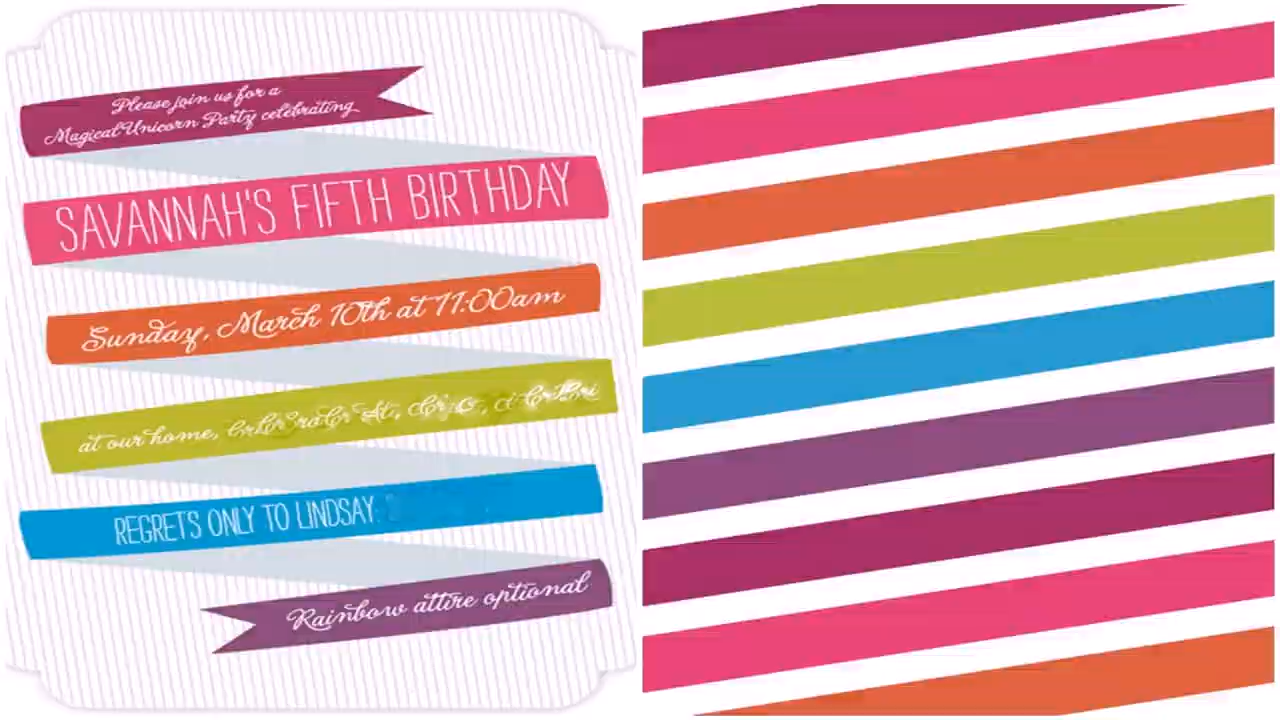 Please join us for a
Magical Unicorn Party celebrating
SAVANNAH'S FIFTH BIRTHDAY
Sunday, March 10th at 11:00am
at our home,
REGRETS ONLY TO LINDSAY
Rainbow attire optional